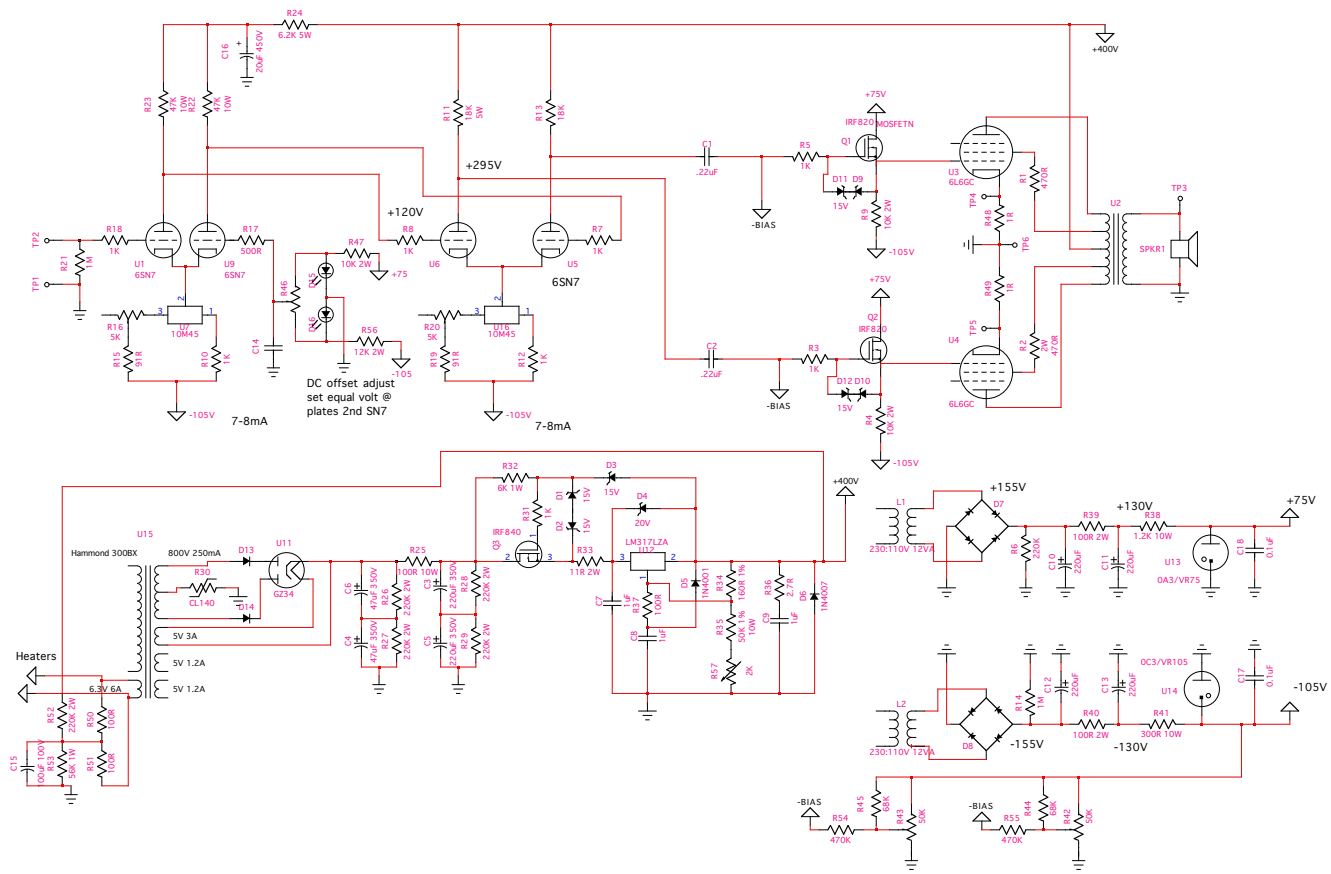 R24
6.2K 5W
C16
20uF 450V
+400V
R23
47K
10W
R22
47K
10W
R11
18K
5W
R13
18K
+75V
IRF820
MOSFETN
Q1
C1
.22uF
R5
1K
D11 D9
15V
R9
10K 2W
-BIAS
-105V
U3
6L6GC
TP4
R1
470R
R48
1R
TP6
U2
TP3
SPKR1
+295V
+120V
TP2
TP1
R18
1K
R21
1M
U1
6SN7
U9
6SN7
R17
500R
R47
10K 2W
+75
R46
D15
D16
R56
12K 2W
-105
C14
DC offset adjust
set equal volt @
plates 2nd SN7
R8
1K
U6
U5
6SN7
R7
1K
R16
5K
3
2
1
U7
10M45
R15
91R
R10
1K
-105V
7-8mA
R20
5K
3
2
1
U16
10M45
R19
91R
R12
1K
-105V
7-8mA
C2
.22uF
-BIAS
R3
1K
+75V
Q2
IRF820
D12 D10
15V
R4
10K 2W
-105V
R49
1R
TP5
U4
6L6GC
R2
2W
470R
U15
Hammond 300BX
800V 250mA
R30
CL140
D13
D14
U11
GZ34
5V 3A
5V 1.2A
5V 1.2A
6.3V 6A
Heaters
R52
220K 2W
R50
100R
C15
100uF 100V
R53
56K 1W
R51
100R
C6
47uF 350V
R26
220K 2W
C4
47uF 350V
R27
220K 2W
R25
100R 10W
C3
220uF 350V
R28
220K 2W
C5
220uF 350V
R29
220K 2W
R32
6K 1W
R31
1K
IRF840
Q3
2
1
3
D1
15V
D2
15V
D3
15V
D4
20V
R33
11R 2W
LM317LZA
U12
3
2
1
C7
1uF
R37
100R
C8
1uF
D5
1N4001
R34
160R 1%
R35
50K 1%
10W
R57
2K
R36
2.7R
C9
1uF
D6
1N4007
+400V
L1
230:110V 12VA
D7
+155V
R6
220K
C10
220uF
R39
100R 2W
+130V
C11
220uF
R38
1.2K 10W
U13
0A3/VR75
C18
0.1uF
+75V
L2
230:110V 12VA
D8
-155V
R14
1M
C12
220uF
R40
100R 2W
-130V
C13
220uF
R41
300R 10W
0C3/VR105
U14
C17
0.1uF
-105V
-BIAS
R54
470K
R45
68K
R43
50K
-BIAS
R55
470K
R44
68K
R42
50K